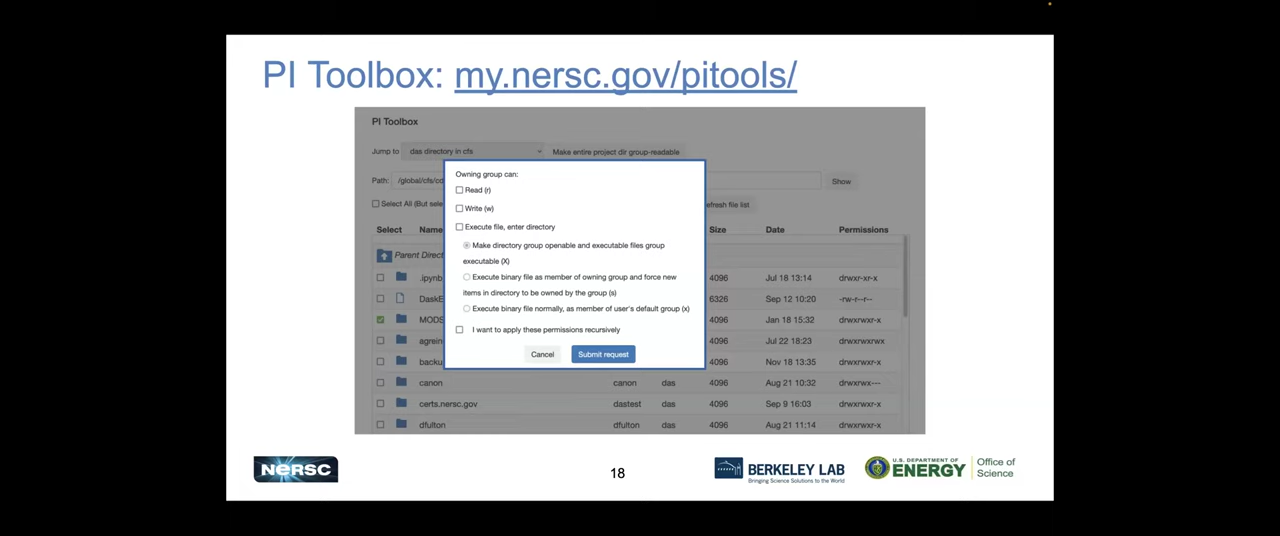 PI Toolbox: my.nersc.gov/pitools/
PI Toolbox
Jump to das directory in cfs Make entire project dir group-readable
Path: /global/cfs/cd Show
Select All (But sele efresh file list
Select Name Size Date Permissions
Parent Direc
.ipynb 4096 Jul 18 13:14 drwxr-xr-x
DaskE 6326 Sep 12 10:20 -rw-r--r--
MODS 4096 Jan 18 15:32 drwxrwxr-x
agrein 4096 Jul 22 18:23 drwxrwxrwx
backu 4096 Nov 18 13:35 drwxrwxr-x
canon canon das 4096 Aug 21 10:32 drwxrwx---
certs.nersc.gov dastest das 4096 Sep 9 16:03 drwxrwxr-x
dfulton das 4096 Aug 21 11:14 drwxrwxr-x
Owning group can:
Read (r)
Write (w)
Execute file, enter directory
Make directory group openable and executable files group
executable (X)
Execute binary file as member of owning group and force new
items in directory to be owned by the group (s)
Execute binary file normally, as member of user's default group (x)
I want to apply these permissions recursively
Cancel Submit request
NERSC
18
BERKELEY LAB
Bringing Science Solutions to the World
U.S. DEPARTMENT OF
ENERGY
Office of
Science